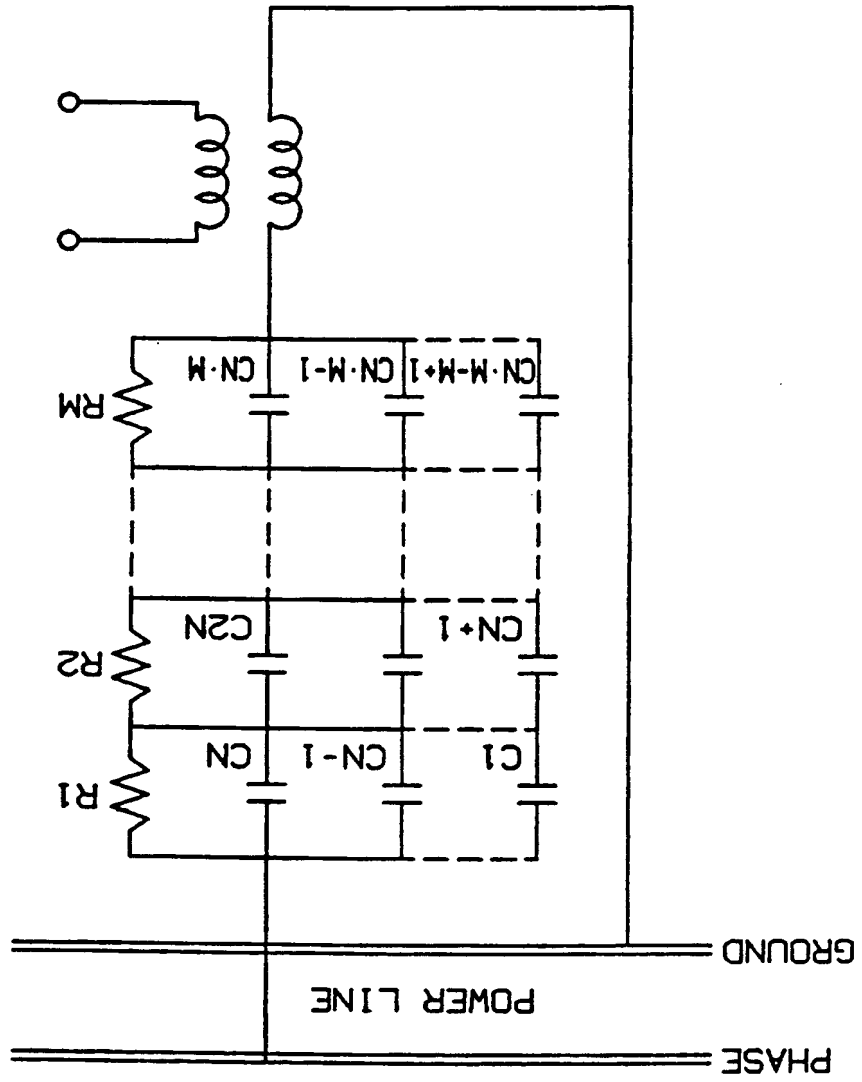 PHASE
POWER LINE
GROUND
C1
CN-1
CN
R1
CN+1
C2N
R2
CN·M-M+1
CN·M-1
CN·M
RM